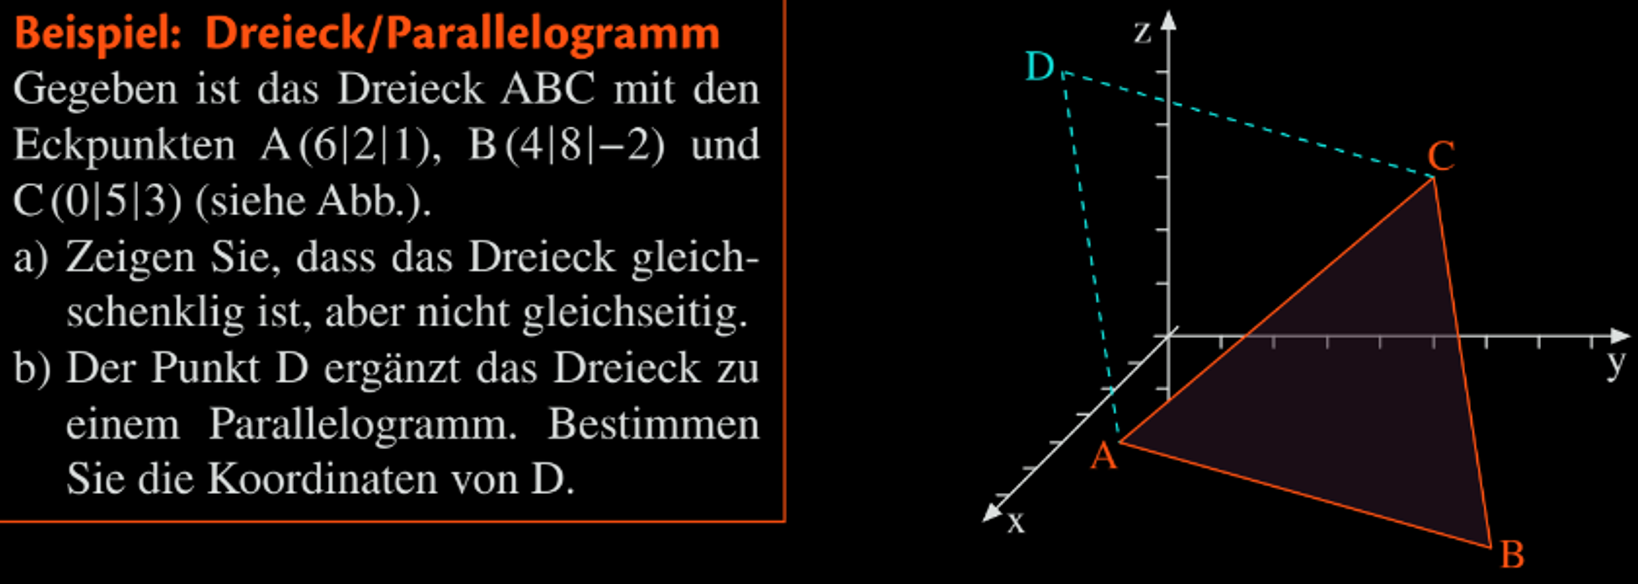 Beispiel: Dreieck/Parallelogramm
Gegeben ist das Dreieck ABC mit den
Eckpunkten A(6|2|1), B(4|8|−2) und
C(0|5|3) (siehe Abb.).
a) Zeigen Sie, dass das Dreieck gleich-
schenklig ist, aber nicht gleichseitig.
b) Der Punkt D ergänzt das Dreieck zu
einem Parallelogramm. Bestimmen
Sie die Koordinaten von D.
z
D
C
y
A
x
B